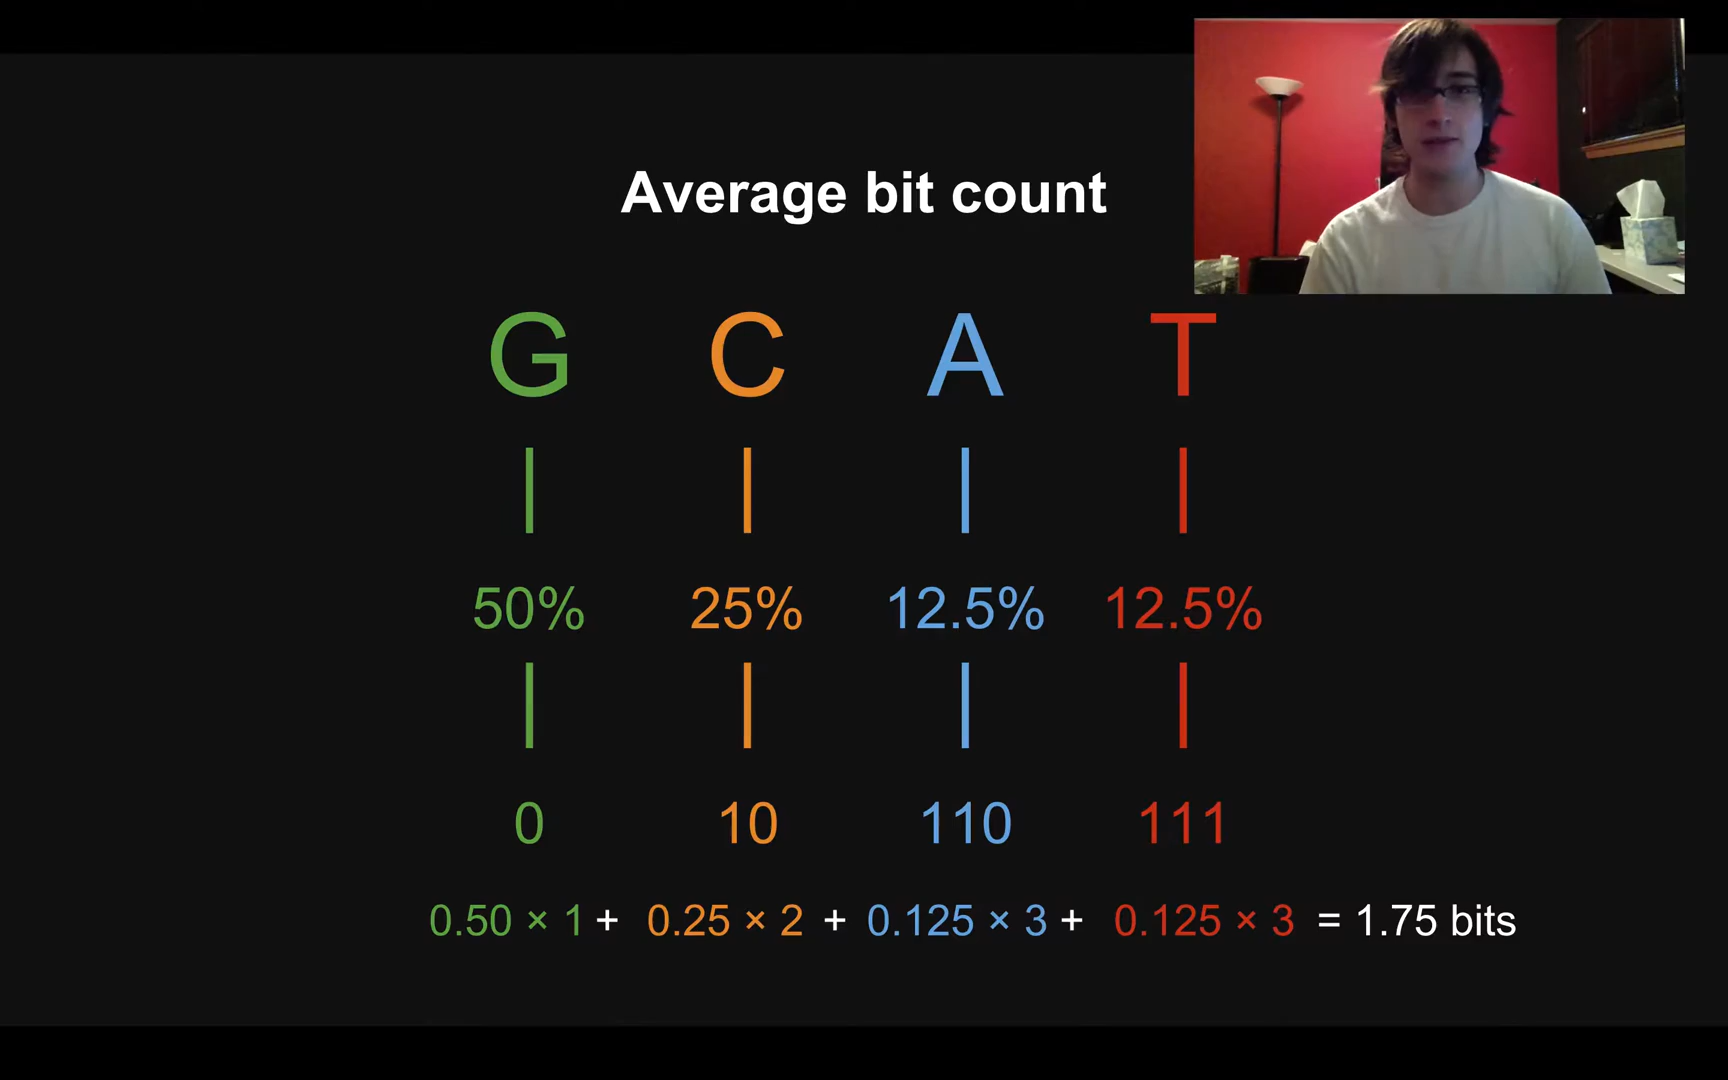 Average bit count
G C A T
50% 25% 12.5% 12.5%
0 10 110 111
0.50 × 1 + 0.25 × 2 + 0.125 × 3 + 0.125 × 3 = 1.75 bits